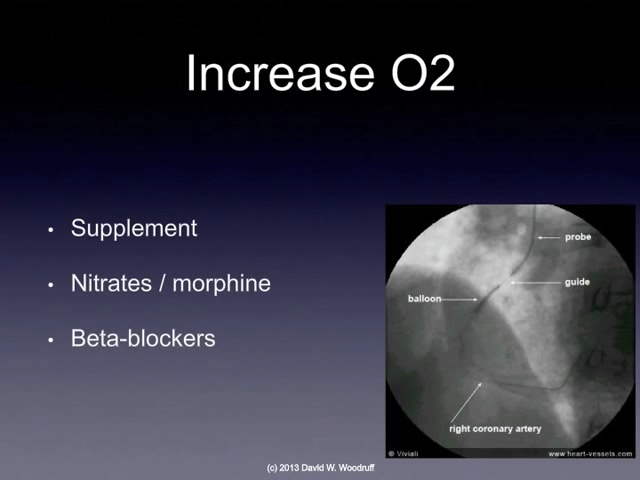 Increase O2
• Supplement
• Nitrates / morphine
• Beta-blockers
probe
guide
balloon
right coronary artery
© Viviali
www.heart-vessels.com
(c) 2013 David W. Woodruff